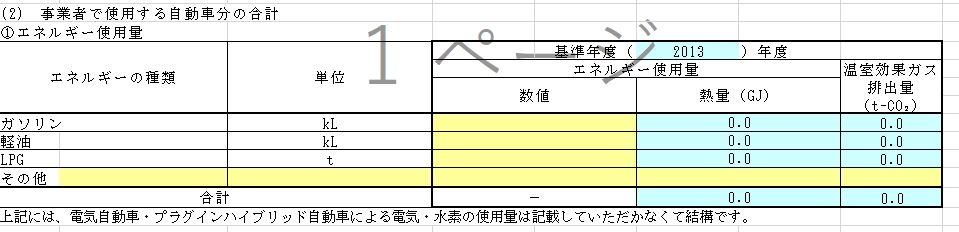 (2) 事業者で使用する自動車分の合計
①エネルギー使用量
エネルギーの種類 単位 基準年度（ 2013 ）年度
エネルギー使用量 温室効果ガス排出量(t-CO₂)
数値 熱量（GJ）
ガソリン kL 0.0 0.0
軽油 kL 0.0 0.0
LPG t 0.0 0.0
その他
合計 － 0.0 0.0
上記には、電気自動車・プラグインハイブリッド自動車による電気・水素の使用量は記載していただかなくて結構です。
1 ページ